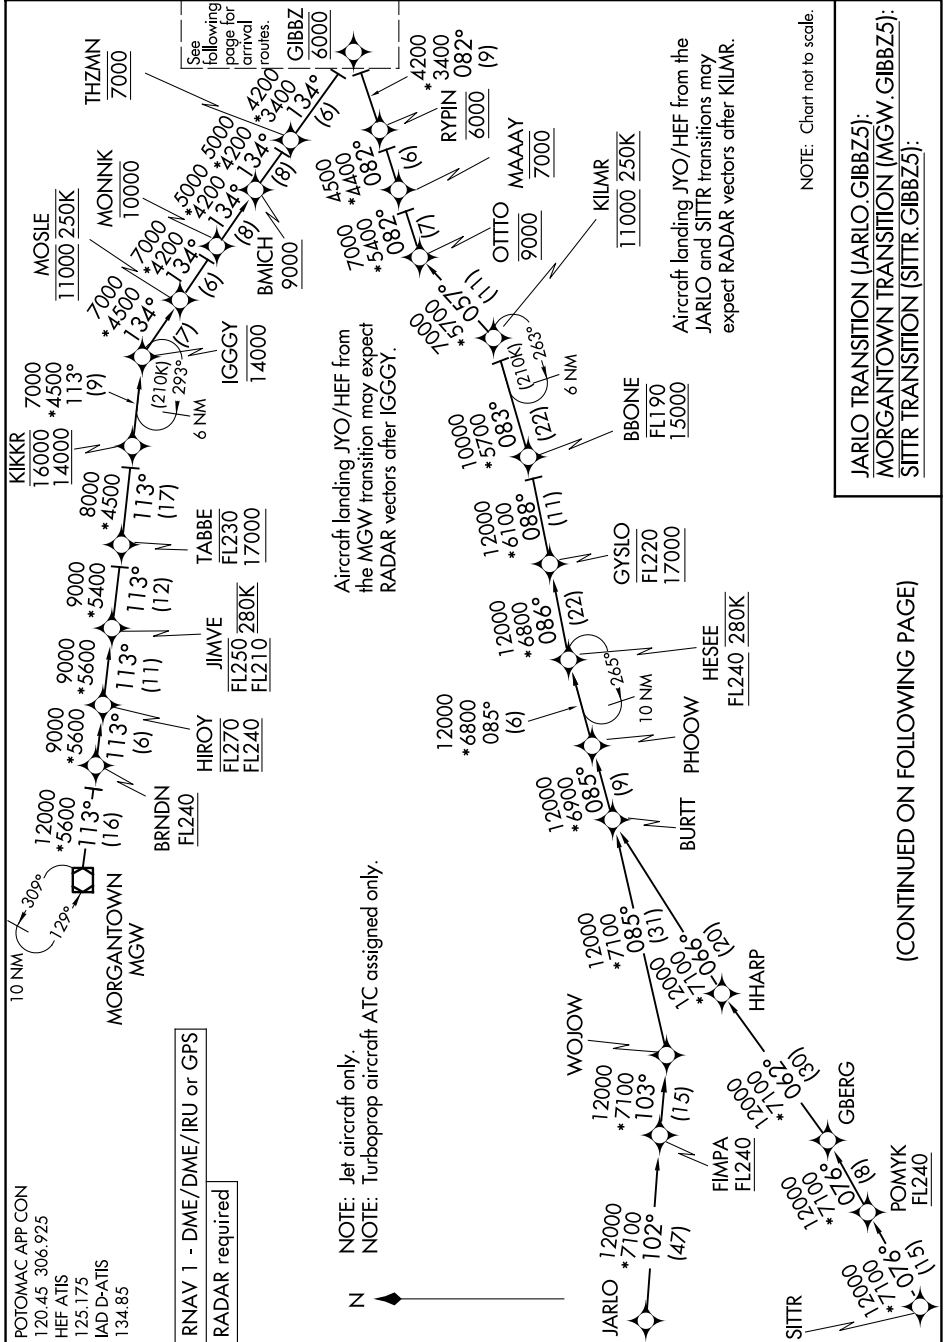 POTOMAC APP CON
120.45 306.925
HEF ATIS
125.175
IAD D-ATIS
134.85
RNAV 1 - DME/DME/IRU or GPS
RADAR required
NOTE: Jet aircraft only.
NOTE: Turboprop aircraft ATC assigned only.
N
10 NM
309°
129°
MORGANTOWN
MGW
12000
*5600
113°
(16)
BRNDN
FL240
9000
*5600
113°
(6)
HIROY
FL270
FL240
9000
*5600
113°
(11)
JIMVE
FL250 280K
FL210
9000
*5400
113°
(12)
TABBE
FL230
17000
8000
*4500
113°
(17)
KIKKR
16000
14000
7000
*4500
113°
(9)
(210K)
293°
6 NM
IGGGY
14000
7000
*4500
134°
(7)
MOSLE
11000 250K
7000
*4200
134°
(6)
MONNK
10000
5000
*4200
134°
(8)
BMICH
9000
5000
*4200
134°
(8)
THZMN
7000
4200
*3400
134°
(6)
See
following
page for
arrival
routes.
GIBBZ
6000
Aircraft landing JYO/HEF from
the MGW transition may expect
RADAR vectors after IGGGY.
JARLO
12000
*7100
102°
(47)
FIMPA
FL240
12000
*7100
103°
(15)
WOJOW
12000
*7100
085°
(31)
SITTR
12000
*7100
076°
(15)
POMYK
FL240
12000
*7100
076°
(8)
GBERG
12000
*7100
062°
(30)
HHARP
12000
*7100
066°
(20)
BURTT
12000
*6900
085°
(9)
PHOOW
12000
*6800
085°
(6)
265°
10 NM
HESEE
FL240 280K
12000
*6800
086°
(22)
GYSLO
FL220
17000
12000
*6100
088°
(11)
BBONE
FL190
15000
10000
*5700
083°
(22)
(210K)
263°
6 NM
KILMR
11000 250K
7000
*5700
057°
(11)
OTTTO
9000
7000
*5400
082°
(7)
MAAAY
7000
4500
*4400
082°
(6)
RYPIN
6000
*4200
3400
082°
(9)
Aircraft landing JYO/HEF from the
JARLO and SITTR transitions may
expect RADAR vectors after KILMR.
NOTE: Chart not to scale.
(CONTINUED ON FOLLOWING PAGE)
JARLO TRANSITION (JARLO.GIBBZ5):
MORGANTOWN TRANSITION (MGW.GIBBZ5):
SITTR TRANSITION (SITTR.GIBBZ5):